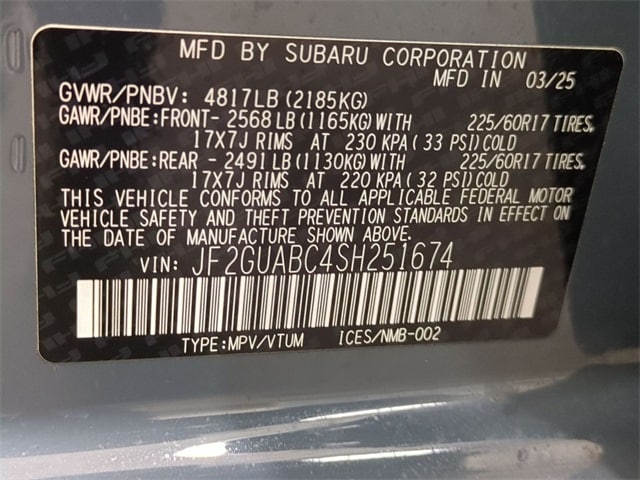 MFD BY SUBARU CORPORATION
MFD IN 03/25
GVWR/PNBV: 4817LB (2185KG)
GAWR/PNBE:FRONT- 2568 LB (1165KG) WITH 225/60R17 TIRES,
17X7J RIMS AT 230 KPA (33 PSI) COLD
GAWR/PNBE:REAR - 2491 LB (1130KG) WITH 225/60R17 TIRES,
17X7J RIMS AT 220 KPA (32 PSI) COLD
THIS VEHICLE CONFORMS TO ALL APPLICABLE FEDERAL MOTOR
VEHICLE SAFETY AND THEFT PREVENTION STANDARDS IN EFFECT ON
THE DATE OF MANUFACTURE SHOWN ABOVE.
VIN: JF2GUABC4SH251674
TYPE:MPV/VTUM ICES/NMB-002